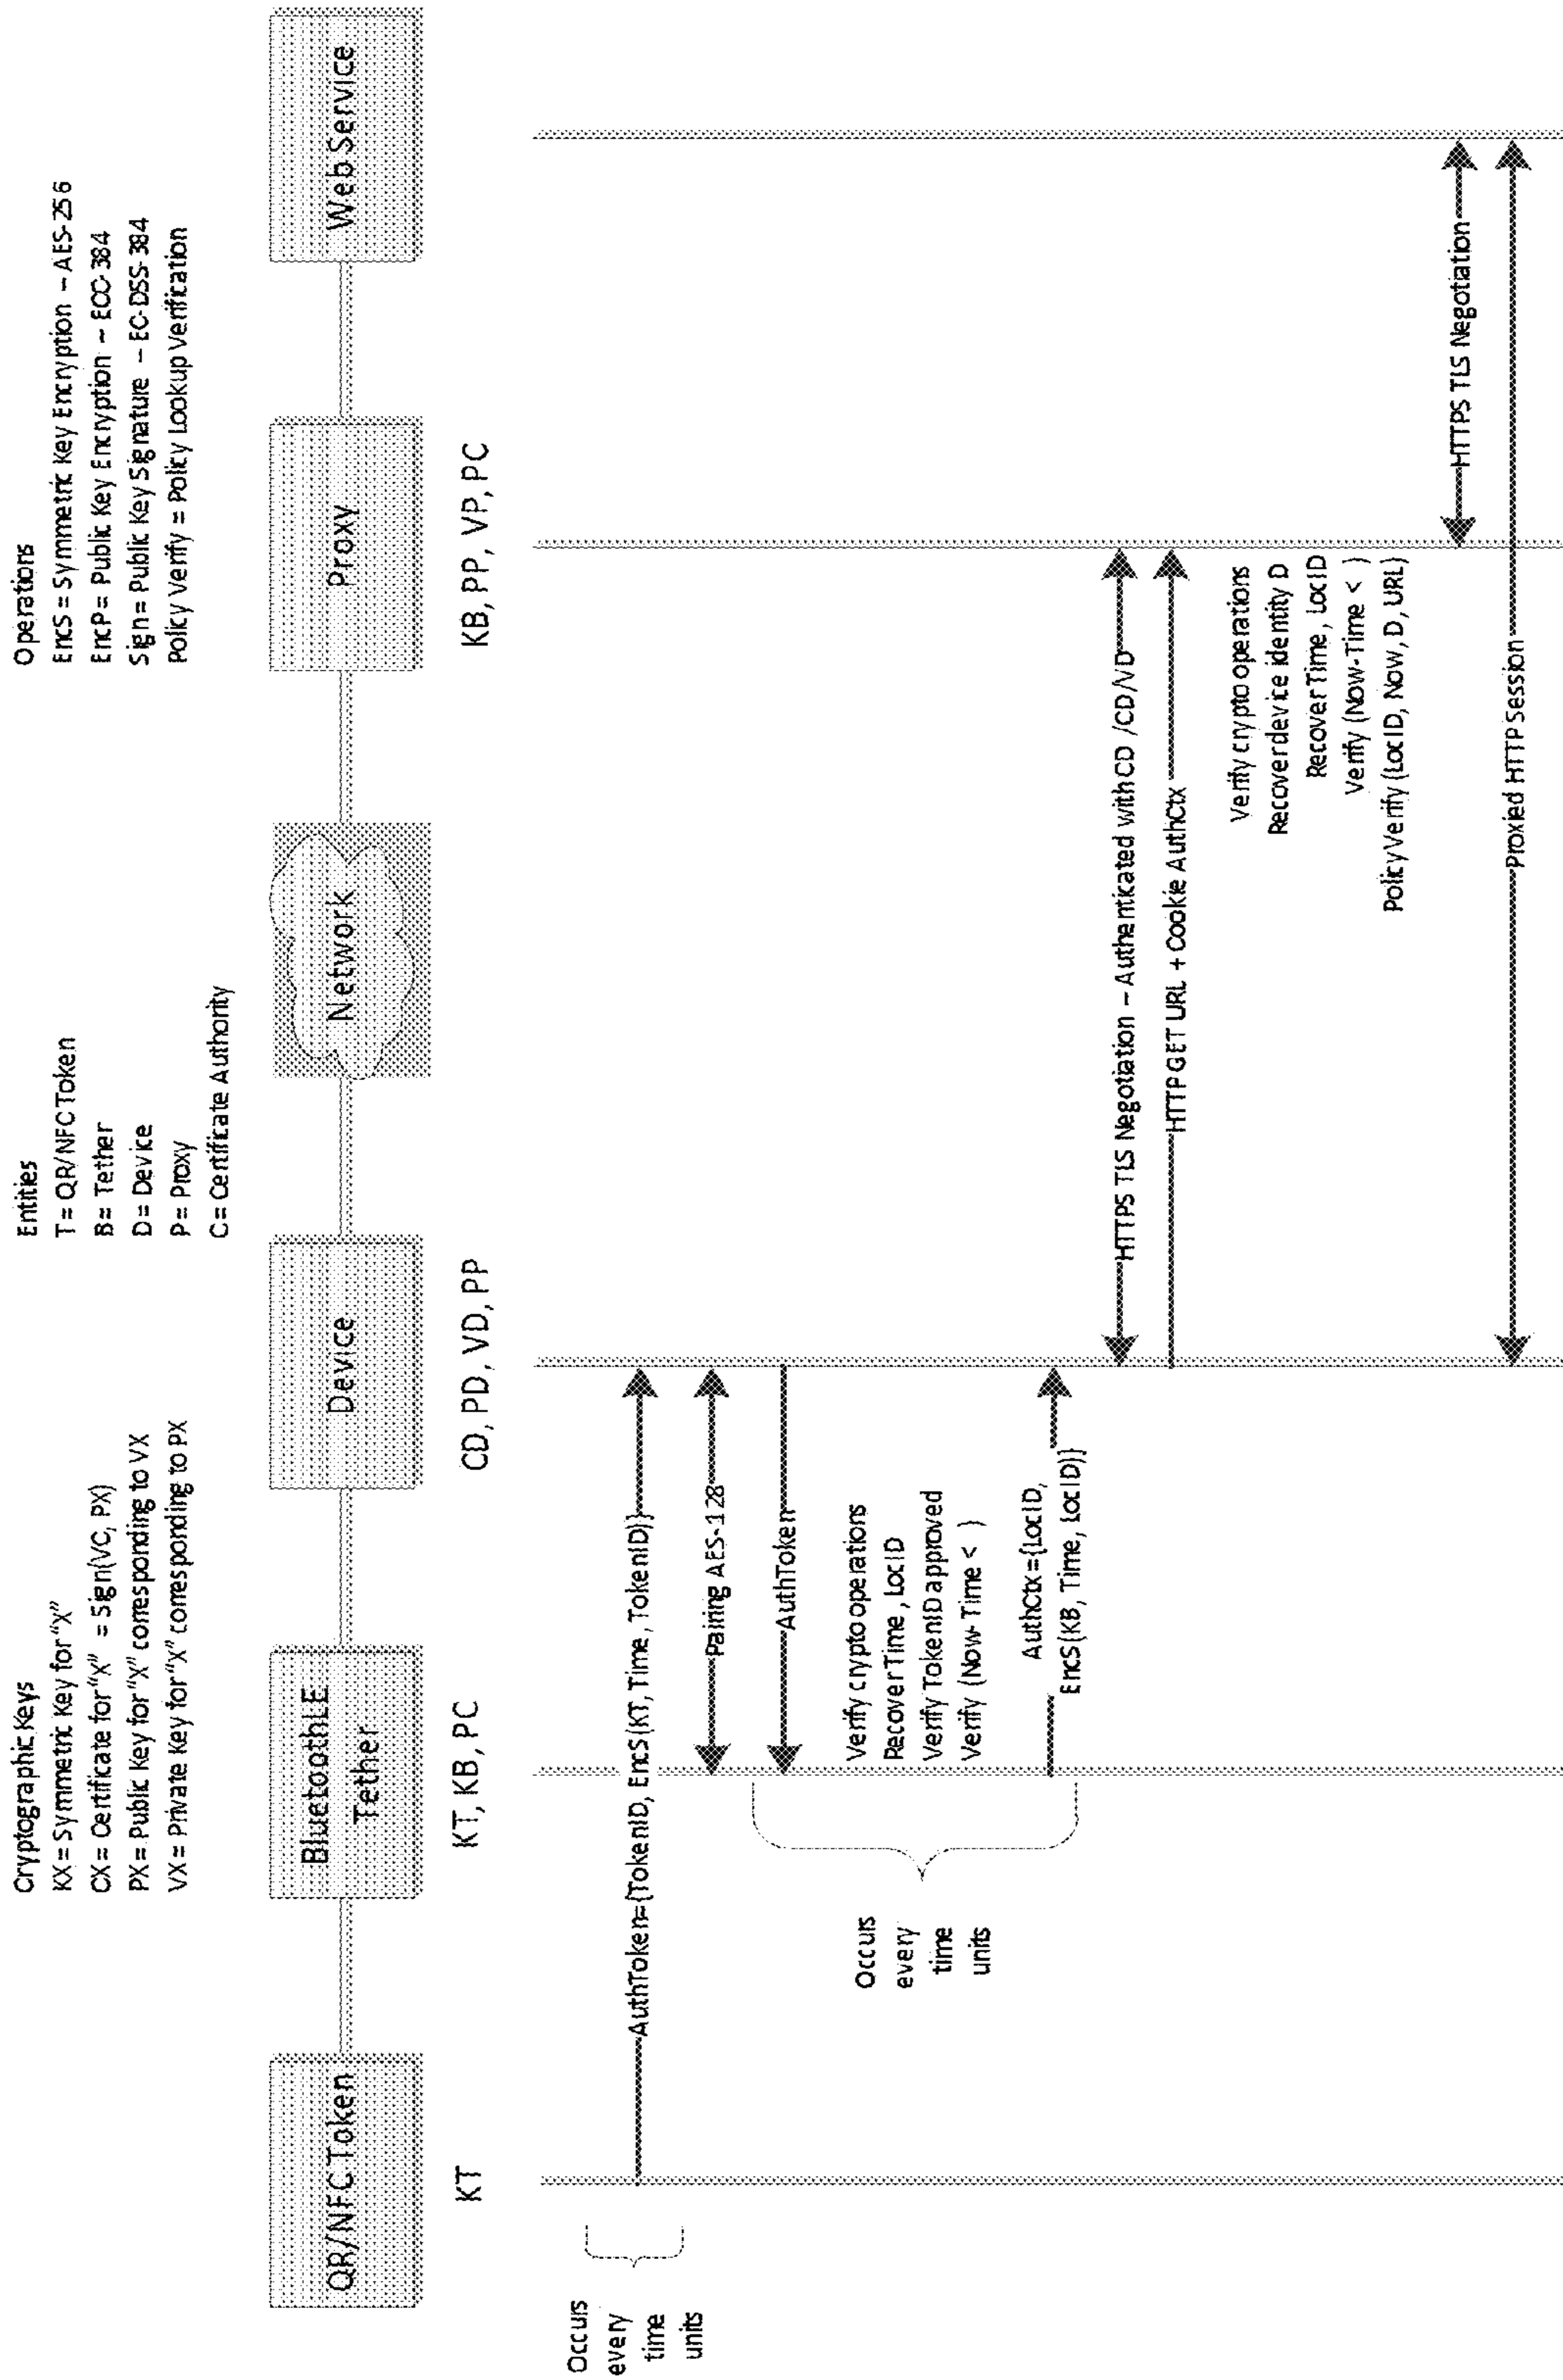 Cryptographic Keys
KX = Symmetric Key for "X"
CX = Certificate for "X" = Sign(VC, PX)
PX = Public Key for "X" corresponding to VX
VX = Private Key for "X" corresponding to PX
Entities
T = QR/NFC Token
B = Tether
D = Device
P = Proxy
C = Certificate Authority
Operations
EncS = Symmetric Key Encryption – AES-256
EncP = Public Key Encryption – ECC-384
Sign = Public Key Signature – EC-DSS-384
Policy Verify = Policy Lookup Verification
QR/NFC Token
BluetoothLE
Tether
Device
Network
Proxy
Web Service
KT
KT, KB, PC
CD, PD, VD, PP
KB, PP, VP, PC
Occurs
every
time
units
AuthToken={TokenID, EncS(KT, Time, TokenID)}
Pairing AES-128
AuthToken
Verify crypto operations
Recover Time, LocID
Verify TokenID approved
Verify (Now-Time < )
Occurs
every
time
units
AuthCtx={LocID,
EncS(KB, Time, LocID)}
HTTPS TLS Negotiation – Authenticated with CD /CD/VD
HTTP GET URL + Cookie AuthCtx
Verify crypto operations
Recover device identity D
Recover Time, LocID
Verify (Now-Time < )
PolicyVerify (LocID, Now, D, URL)
HTTPS TLS Negotiation
Proxied HTTP Session